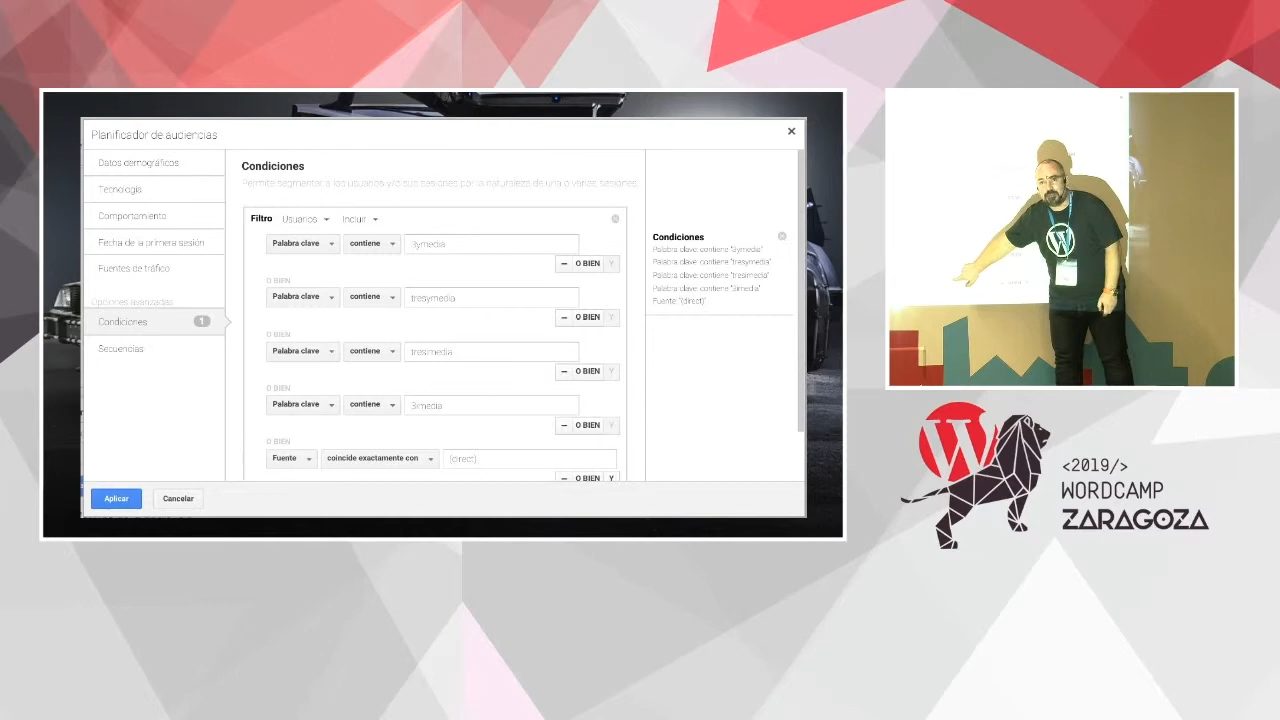 Planificador de audiencias
Datos demográficos
Tecnología
Comportamiento
Fecha de la primera sesión
Fuentes de tráfico
Opciones avanzadas
Condiciones 1
Secuencias
Condiciones
Permite segmentar a los usuarios y/o sus sesiones por la naturaleza de una o varias sesiones.
Filtro Usuarios Incluir
Palabra clave contiene 3ymedia
– O BIEN Y
O BIEN
Palabra clave contiene tresymedia
– O BIEN Y
O BIEN
Palabra clave contiene tresimedia
– O BIEN Y
O BIEN
Palabra clave contiene 3imedia
– O BIEN Y
O BIEN
Fuente coincide exactamente con (direct)
– O BIEN Y
Condiciones
Palabra clave: contiene "3ymedia"
Palabra clave: contiene "tresymedia"
Palabra clave: contiene "tresimedia"
Palabra clave: contiene "3imedia"
Fuente: "(direct)"
Aplicar Cancelar
<2019/>
WORDCAMP
ZARAGOZA